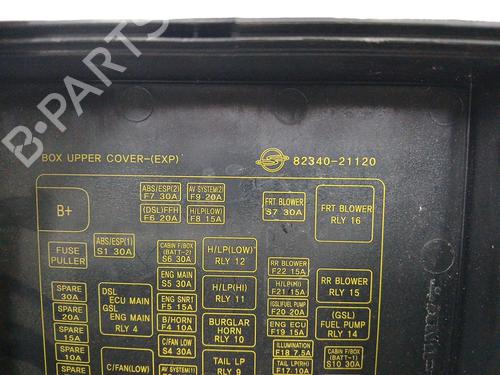 B-PARTS
BOX UPPER COVER-(EXP)
82340-21120
B+
ABS/ESP(2)
F7 30A
AV SYSTEM(2)
F9 20A
(DSL)FFH
F6 20A
H/LP(LOW)
F8 15A
FRT BLOWER
S7 30A
FRT BLOWER
RLY 16
FUSE
PULLER
ABS/ESP(1)
S1 30A
CABIN F/BOX
(BATT-2)
S6 30A
H/LP(LOW)
RLY 12
RR BLOWER
F22 15A
ENG MAIN
S5 30A
H/LP(HI)
RLY 11
H/LP(HI)
F21 15A
RR BLOWER
RLY 15
SPARE
30A
SPARE
20A
SPARE
15A
SPARE
10A
SPARE
DSL
ECU MAIN
GSL
ENG MAIN
RLY 4
ENG SNR1
F5 15A
B/HORN
F4 10A
BURGLAR
HORN
RLY 10
(GSL)FUEL PUMP
F20 20A
ENG ECU
F19 15A
(GSL)
FUEL PUMP
RLY 14
C/FAN(LOW)
C/FAN LOW
S4 30A
AV SYSTEM(1)
TAIL LP
RLY 9
ILLUMINATION
F18 7.5A
TAIL LP(RH)
F17 10A
CABIN F/BOX
(BATT-1)
S10 30A